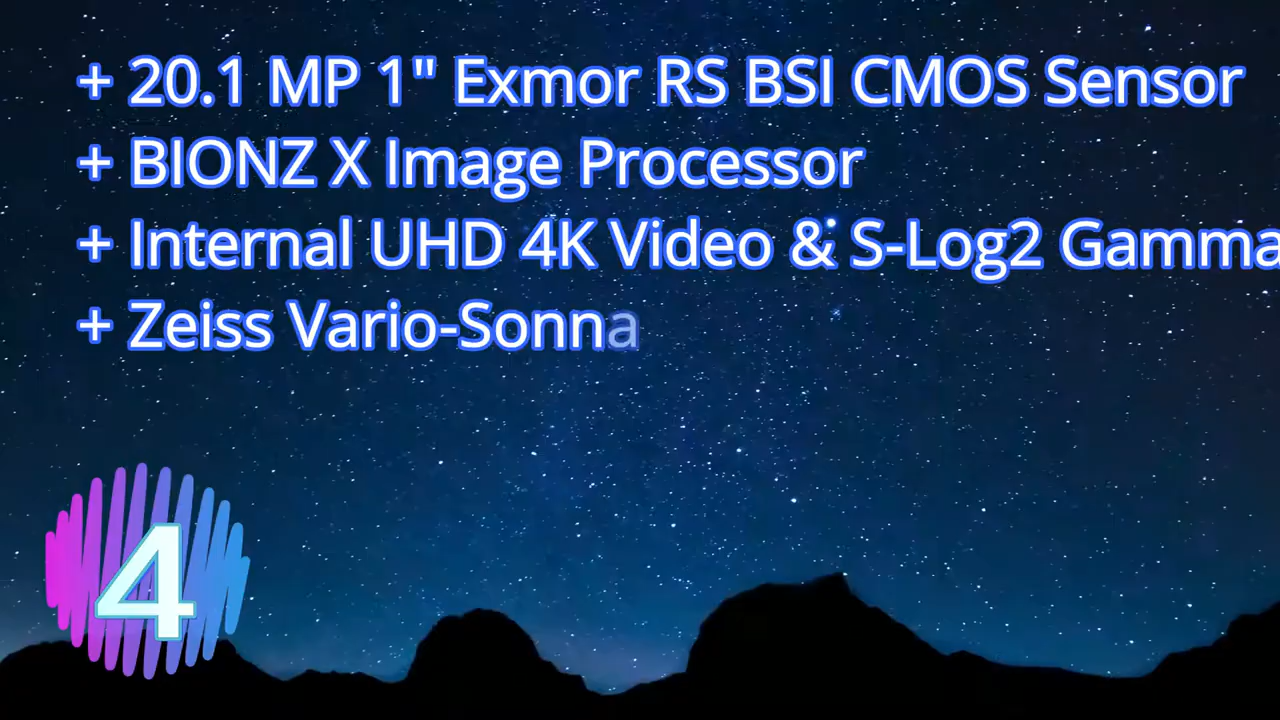 + 20.1 MP 1" Exmor RS BSI CMOS Sensor
+ BIONZ X Image Processor
+ Internal UHD 4K Video & S-Log2 Gamma
+ Zeiss Vario-Sonna
4